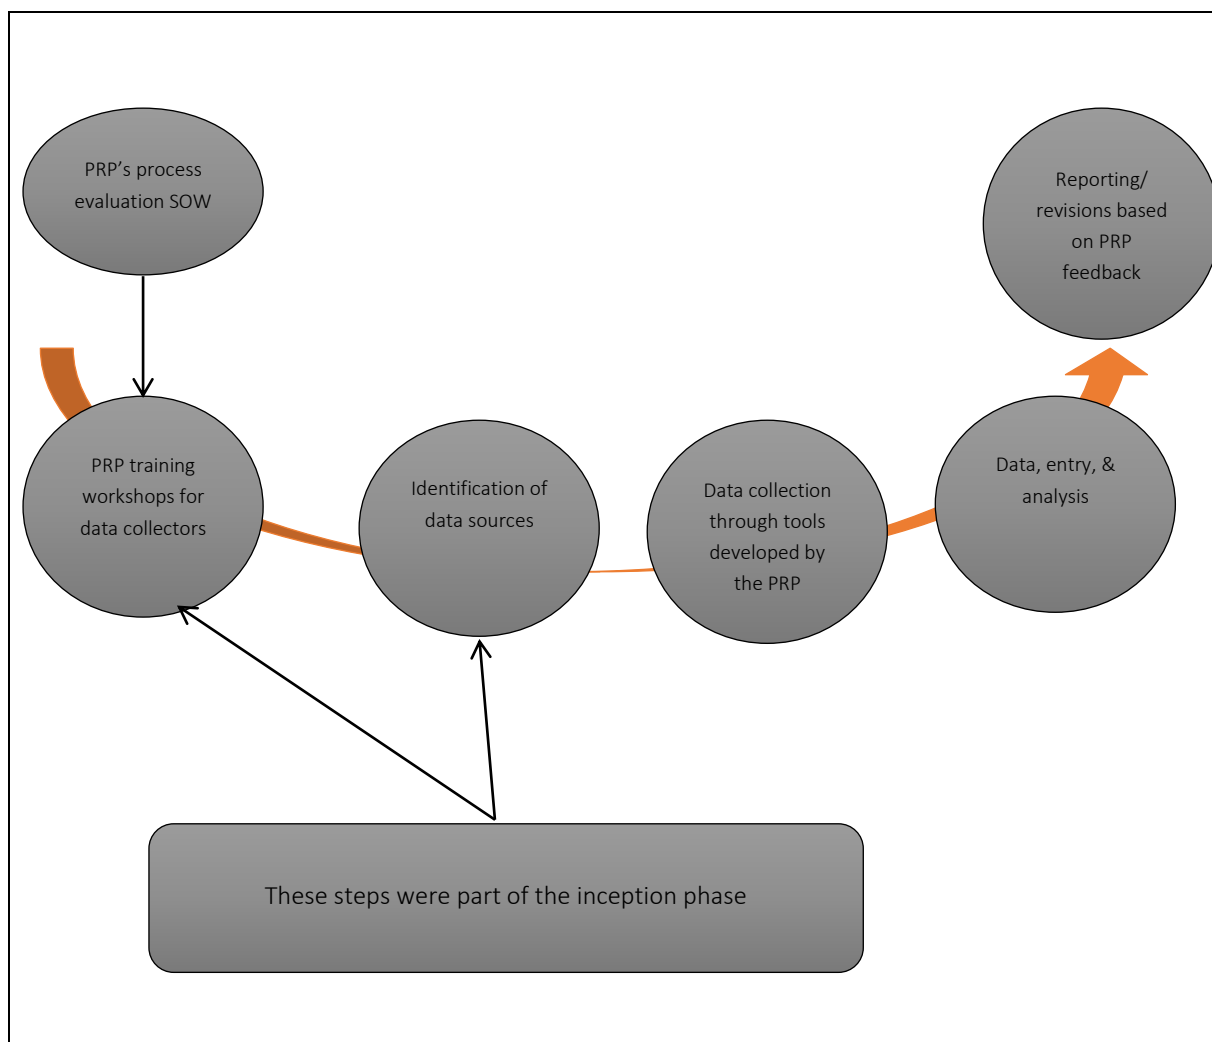 PRP’s process
evaluation SOW
Reporting/
revisions based
on PRP
feedback
PRP training
workshops for
data collectors
Identification of
data sources
Data collection
through tools
developed by
the PRP
Data, entry, &
analysis
These steps were part of the inception phase